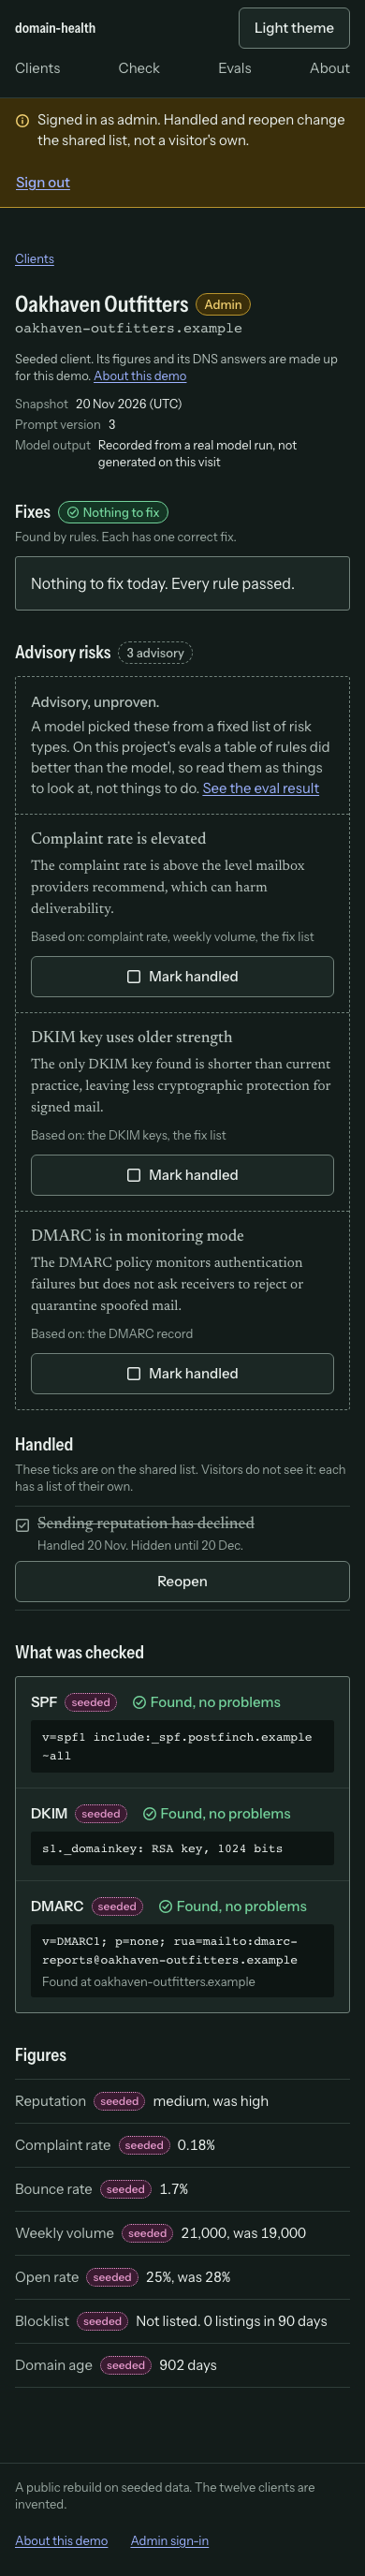 domain-health
Light theme
Clients
Check
Evals
About
Signed in as admin. Handled and reopen change
the shared list, not a visitor's own.
Sign out
Clients
Oakhaven Outfitters Admin
oakhaven-outfitters.example
Seeded client. Its figures and its DNS answers are made up
for this demo. About this demo
Snapshot 20 Nov 2026 (UTC)
Prompt version 3
Model output Recorded from a real model run, not
generated on this visit
Fixes Nothing to fix
Found by rules. Each has one correct fix.
Nothing to fix today. Every rule passed.
Advisory risks 3 advisory
Advisory, unproven.
A model picked these from a fixed list of risk
types. On this project's evals a table of rules did
better than the model, so read them as things
to look at, not things to do. See the eval result
Complaint rate is elevated
The complaint rate is above the level mailbox
providers recommend, which can harm
deliverability.
Based on: complaint rate, weekly volume, the fix list
Mark handled
DKIM key uses older strength
The only DKIM key found is shorter than current
practice, leaving less cryptographic protection for
signed mail.
Based on: the DKIM keys, the fix list
Mark handled
DMARC is in monitoring mode
The DMARC policy monitors authentication
failures but does not ask receivers to reject or
quarantine spoofed mail.
Based on: the DMARC record
Mark handled
Handled
These ticks are on the shared list. Visitors do not see it: each
has a list of their own.
Sending reputation has declined
Handled 20 Nov. Hidden until 20 Dec.
Reopen
What was checked
SPF seeded Found, no problems
v=spf1 include:_spf.postfinch.example
~all
DKIM seeded Found, no problems
s1._domainkey: RSA key, 1024 bits
DMARC seeded Found, no problems
v=DMARC1; p=none; rua=mailto:dmarc-
reports@oakhaven-outfitters.example
Found at oakhaven-outfitters.example
Figures
Reputation seeded medium, was high
Complaint rate seeded 0.18%
Bounce rate seeded 1.7%
Weekly volume seeded 21,000, was 19,000
Open rate seeded 25%, was 28%
Blocklist seeded Not listed. 0 listings in 90 days
Domain age seeded 902 days
A public rebuild on seeded data. The twelve clients are
invented.
About this demo
Admin sign-in